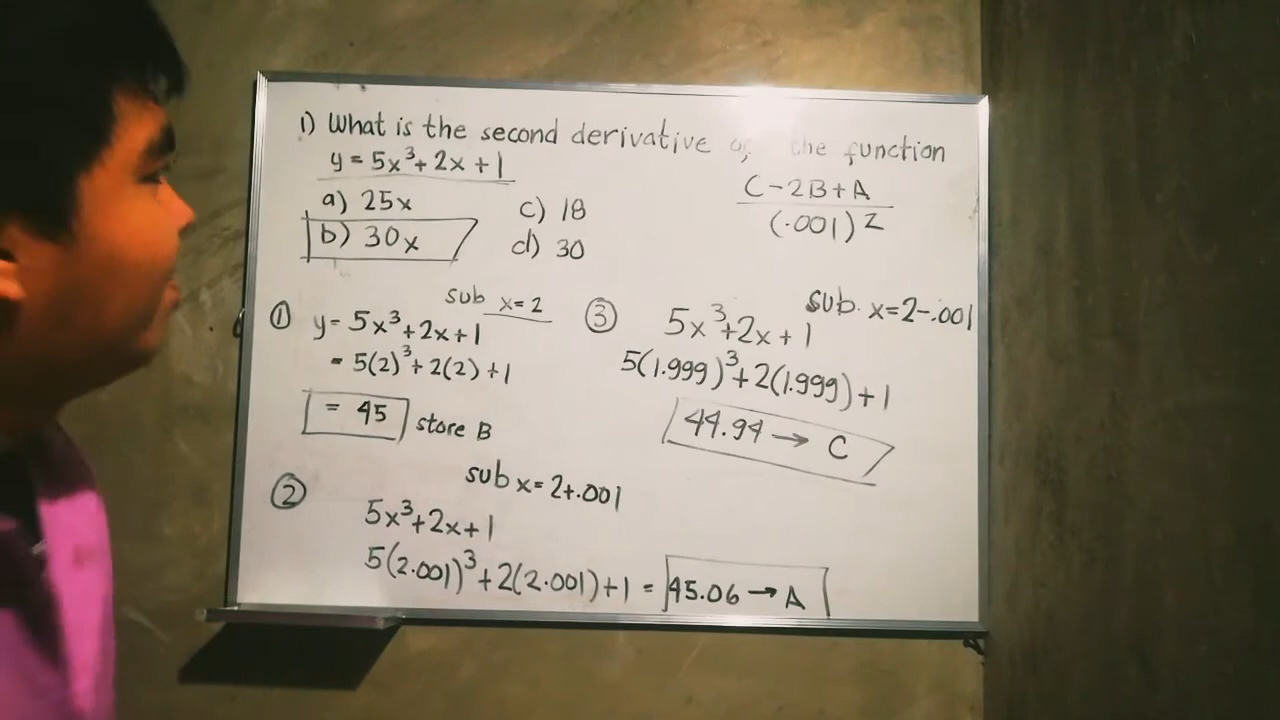 1) What is the second derivative of the function
y = 5x³ + 2x + 1
a) 25x
b) 30x
c) 18
d) 30
C - 2B + A
(.001)2
① sub x = 2
y = 5x³ + 2x + 1
= 5(2)³ + 2(2) + 1
= 45 store B
② sub x = 2 + .001
5x³ + 2x + 1
5(2.001)³ + 2(2.001) + 1 = 45.06 → A
③ sub. x = 2 - .001
5x³ + 2x + 1
5(1.999)³ + 2(1.999) + 1
44.94 → C